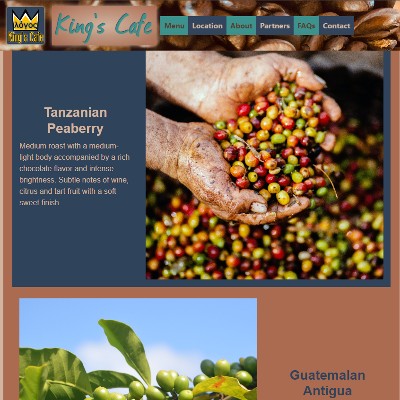 λόγος
King's Cafe
King's Cafe
Menu Location About Partners FAQs Contact
Tanzanian
Peaberry
Medium roast with a medium-
light body accompanied by a rich
chocolate flavor and intense
brightness. Subtle notes of wine,
citrus and tart fruit with a soft
sweet finish
Guatemalan
Antigua